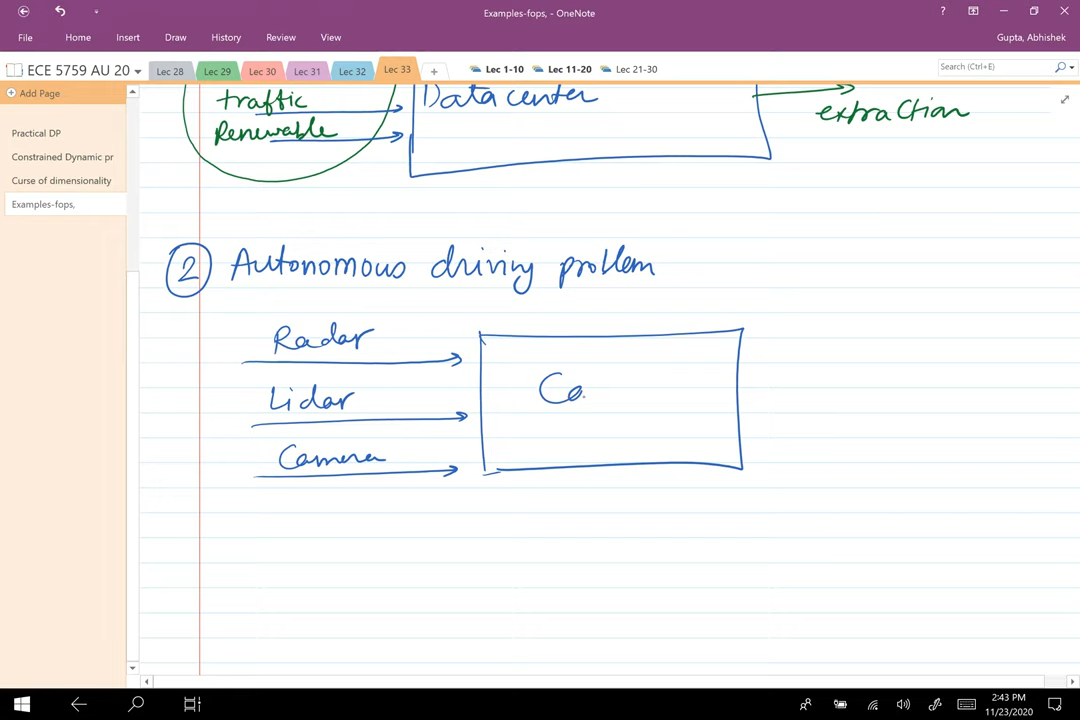 Examples-fops, - OneNote
File Home Insert Draw History Review View
Gupta, Abhishek
ECE 5759 AU 20
Lec 28 Lec 29 Lec 30 Lec 31 Lec 32 Lec 33
Lec 1-10 Lec 11-20 Lec 21-30
Search (Ctrl+E)
Add Page
Practical DP
Constrained Dynamic pr
Curse of dimensionality
Examples-fops,
traffic
Renewable
Data center
extraction
2 Autonomous driving problem
Radar
Lidar
Camera
Ca
2:43 PM
11/23/2020